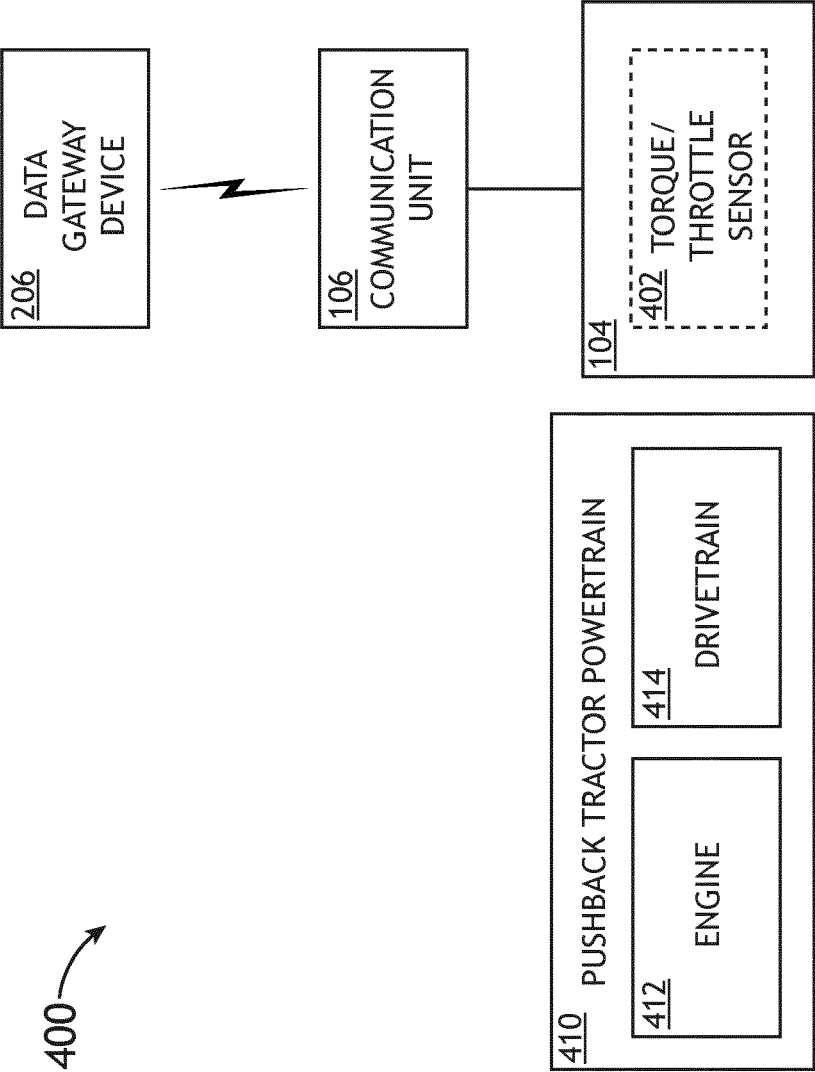 400
206
DATA
GATEWAY
DEVICE
106
COMMUNICATION
UNIT
410
PUSHBACK TRACTOR POWERTRAIN
412
ENGINE
414
DRIVETRAIN
104
402
TORQUE/
THROTTLE
SENSOR